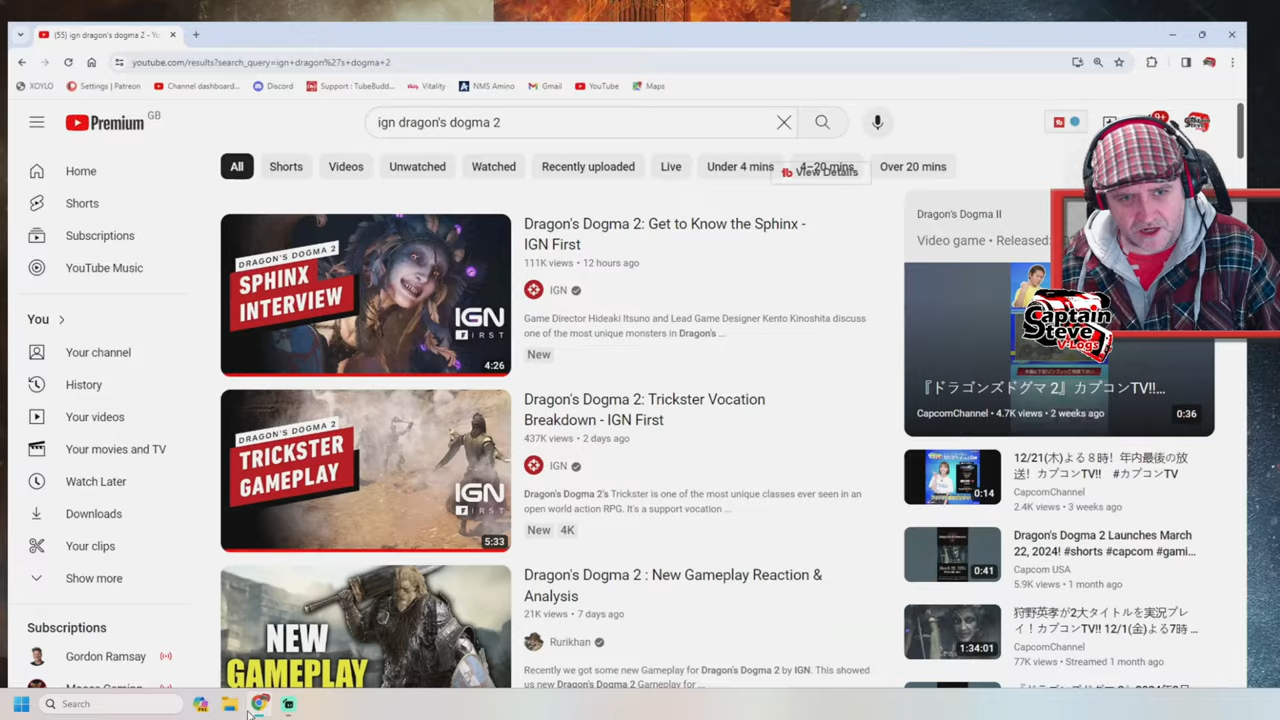 (55) ign dragon's dogma 2 - Yo
youtube.com/results?search_query=ign+dragon%27s+dogma+2
XOYLO
Settings | Patreon
Channel dashboard...
Discord
Support : TubeBudd...
Vitality
NMS Amino
Gmail
YouTube
Maps
Premium GB
ign dragon's dogma 2
9+
All
Shorts
Videos
Unwatched
Watched
Recently uploaded
Live
Under 4 mins
4–20 mins
Over 20 mins
View Details
Home
Shorts
Subscriptions
YouTube Music
You
Your channel
History
Your videos
Your movies and TV
Watch Later
Downloads
Your clips
Show more
Subscriptions
Gordon Ramsay
DRAGON'S DOGMA 2
SPHINX
INTERVIEW
IGN
FIRST
4:26
Dragon's Dogma 2: Get to Know the Sphinx -
IGN First
111K views • 12 hours ago
IGN
Game Director Hideaki Itsuno and Lead Game Designer Kento Kinoshita discuss
one of the most unique monsters in Dragon's ...
New
DRAGON'S DOGMA 2
TRICKSTER
GAMEPLAY
IGN
FIRST
5:33
Dragon's Dogma 2: Trickster Vocation
Breakdown - IGN First
437K views • 2 days ago
IGN
Dragon's Dogma 2's Trickster is one of the most unique classes ever seen in an
open world action RPG. It's a support vocation ...
New 4K
NEW
GAMEPLAY
Dragon's Dogma 2 : New Gameplay Reaction &
Analysis
21K views • 7 days ago
Rurikhan
Recently we got some new Gameplay for Dragon's Dogma 2 by IGN. This showed
us new Dragon's Dogma 2 Gameplay for ...
Dragon's Dogma II
Video game • Released:
Captain
Steve
V-Logs
『ドラゴンズドグマ 2』カプコンTV!!...
CapcomChannel • 4.7K views • 2 weeks ago
0:36
12/21(木)よる８時！年内最後の放
送！カプコンTV!! #カプコンTV
CapcomChannel
2.4K views • 3 weeks ago
0:14
Dragon's Dogma 2 Launches March
22, 2024! #shorts #capcom #gami...
Capcom USA
5.9K views • 1 month ago
0:41
狩野英孝が2大タイトルを実況プレ
イ！カプコンTV!! 12/1(金)よる7時 ...
CapcomChannel
77K views • Streamed 1 month ago
1:34:01
Search